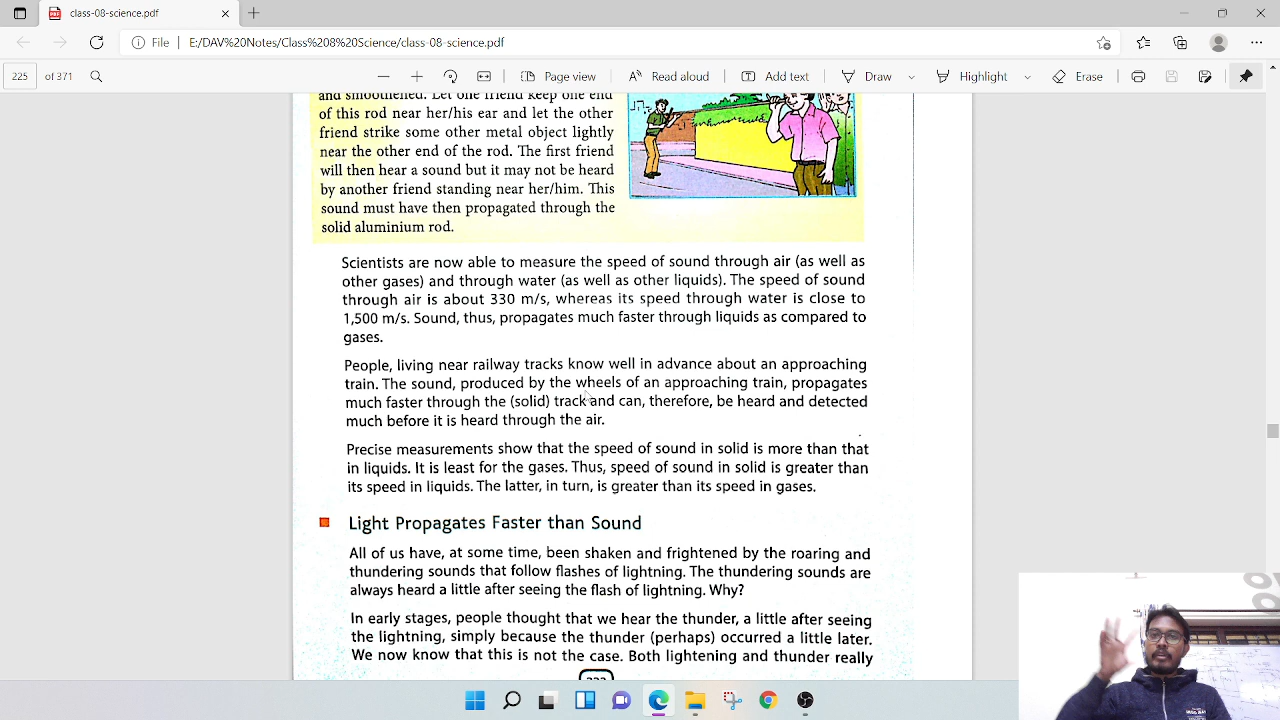 class-08-science.pdf
File E:/DAV%20Notes/Class%208%20Science/class-08-science.pdf
225 of 371 Page view Read aloud Add text Draw Highlight Erase
and smoothened. Let one friend keep one end
of this rod near her/his ear and let the other
friend strike some other metal object lightly
near the other end of the rod. The first friend
will then hear a sound but it may not be heard
by another friend standing near her/him. This
sound must have then propagated through the
solid aluminium rod.
Scientists are now able to measure the speed of sound through air (as well as
other gases) and through water (as well as other liquids). The speed of sound
through air is about 330 m/s, whereas its speed through water is close to
1,500 m/s. Sound, thus, propagates much faster through liquids as compared to
gases.
People, living near railway tracks know well in advance about an approaching
train. The sound, produced by the wheels of an approaching train, propagates
much faster through the (solid) track and can, therefore, be heard and detected
much before it is heard through the air.
Precise measurements show that the speed of sound in solid is more than that
in liquids. It is least for the gases. Thus, speed of sound in solid is greater than
its speed in liquids. The latter, in turn, is greater than its speed in gases.
Light Propagates Faster than Sound
All of us have, at some time, been shaken and frightened by the roaring and
thundering sounds that follow flashes of lightning. The thundering sounds are
always heard a little after seeing the flash of lightning. Why?
In early stages, people thought that we hear the thunder, a little after seeing
the lightning, simply because the thunder (perhaps) occurred a little later.
We now know that this is not the case. Both lightening and thunder really